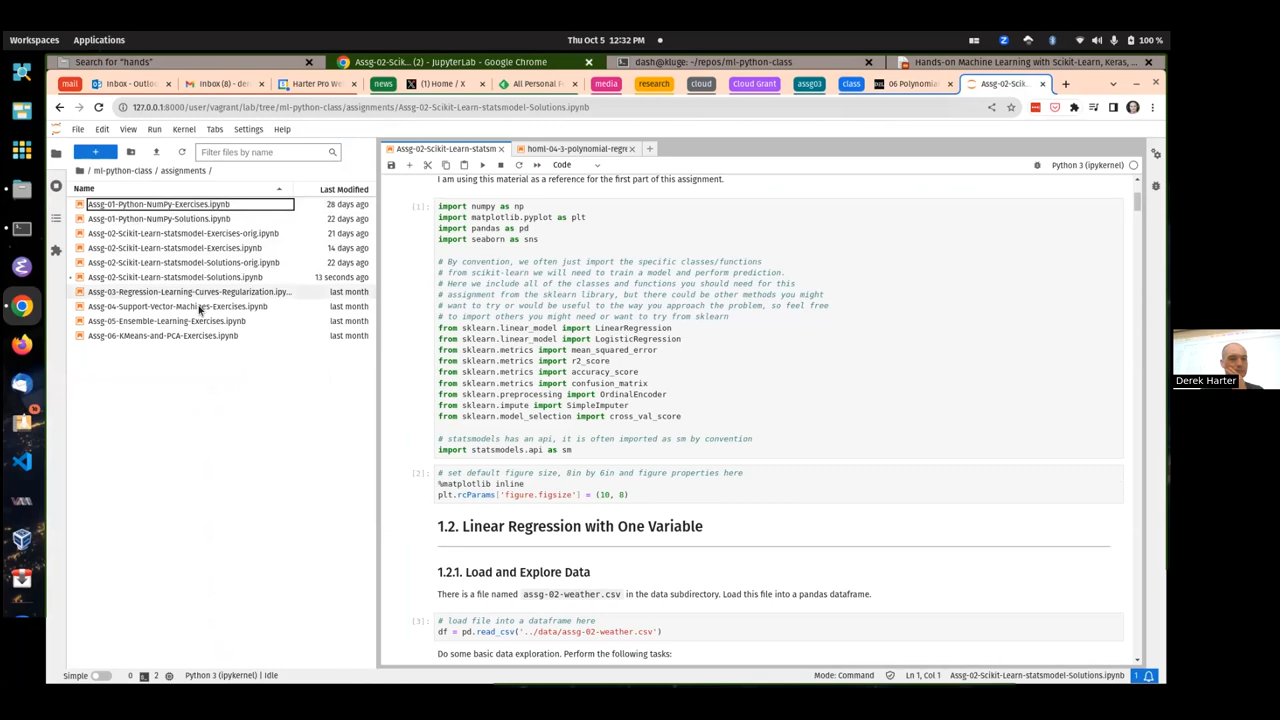 Workspaces Applications Thu Oct 5 12:32 PM 100 %
Search for "hands" Assg-02-Scik... (2) - JupyterLab - Google Chrome dash@kluge: ~/repos/ml-python-class Hands-on Machine Learning with Scikit-Learn, Keras, ...
mail Inbox - Outlo Inbox (8) - de Harter Pro W news (1) Home / X All Personal F media research cloud Cloud Grant assg03 class 06 Polynomial Assg-02-Scik
127.0.0.1:8000/user/vagrant/lab/tree/ml-python-class/assignments/Assg-02-Scikit-Learn-statsmodel-Solutions.ipynb
File Edit View Run Kernel Tabs Settings Help
Assg-02-Scikit-Learn-statsm homl-04-3-polynomial-regre
Filter files by name
Code Python 3 (ipykernel)
/ ml-python-class / assignments /
Name Last Modified
Assg-01-Python-NumPy-Exercises.ipynb 28 days ago
Assg-01-Python-NumPy-Solutions.ipynb 22 days ago
Assg-02-Scikit-Learn-statsmodel-Exercises-orig.ipynb 21 days ago
Assg-02-Scikit-Learn-statsmodel-Exercises.ipynb 14 days ago
Assg-02-Scikit-Learn-statsmodel-Solutions-orig.ipynb 22 days ago
Assg-02-Scikit-Learn-statsmodel-Solutions.ipynb 13 seconds ago
Assg-03-Regression-Learning-Curves-Regularization.ipy... last month
Assg-04-Support-Vector-Machines-Exercises.ipynb last month
Assg-05-Ensemble-Learning-Exercises.ipynb last month
Assg-06-KMeans-and-PCA-Exercises.ipynb last month
I am using this material as a reference for the first part of this assignment.
[1]: import numpy as np
import matplotlib.pyplot as plt
import pandas as pd
import seaborn as sns
# By convention, we often just import the specific classes/functions
# from scikit-learn we will need to train a model and perform prediction.
# Here we include all of the classes and functions you should need for this
# assignment from the sklearn library, but there could be other methods you might
# want to try or would be useful to the way you approach the problem, so feel free
# to import others you might need or want to try from sklearn
from sklearn.linear_model import LinearRegression
from sklearn.linear_model import LogisticRegression
from sklearn.metrics import mean_squared_error
from sklearn.metrics import r2_score
from sklearn.metrics import accuracy_score
from sklearn.metrics import confusion_matrix
from sklearn.preprocessing import OrdinalEncoder
from sklearn.impute import SimpleImputer
from sklearn.model_selection import cross_val_score
# statsmodels has an api, it is often imported as sm by convention
import statsmodels.api as sm
[2]: # set default figure size, 8in by 6in and figure properties here
%matplotlib inline
plt.rcParams['figure.figsize'] = (10, 8)
1.2. Linear Regression with One Variable
1.2.1. Load and Explore Data
There is a file named assg-02-weather.csv in the data subdirectory. Load this file into a pandas dataframe.
[3]: # load file into a dataframe here
df = pd.read_csv('../data/assg-02-weather.csv')
Do some basic data exploration. Perform the following tasks:
Simple 0 2 Python 3 (ipykernel) | Idle Mode: Command Ln 1, Col 1 Assg-02-Scikit-Learn-statsmodel-Solutions.ipynb 1
Derek Harter